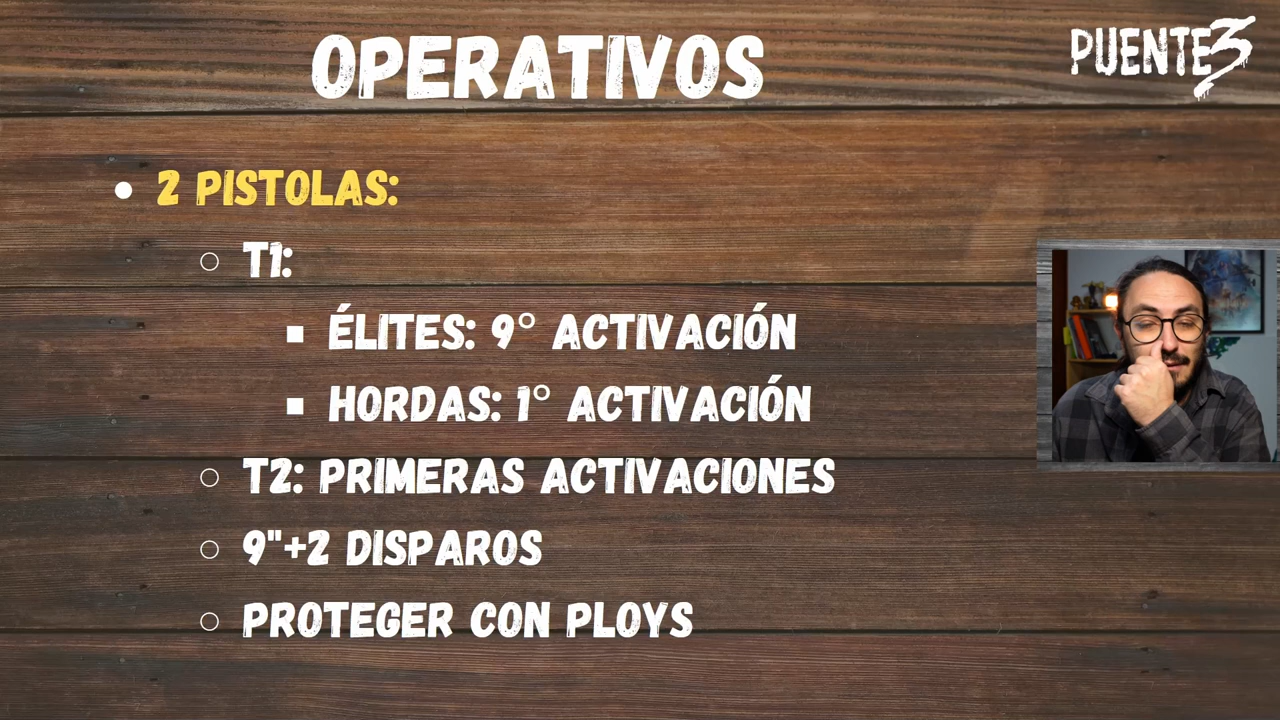 OPERATIVOS
PUENTE3
2 PISTOLAS:
T1:
ÉLITES: 9° ACTIVACIÓN
HORDAS: 1° ACTIVACIÓN
T2: PRIMERAS ACTIVACIONES
9"+2 DISPAROS
PROTEGER CON PLOYS